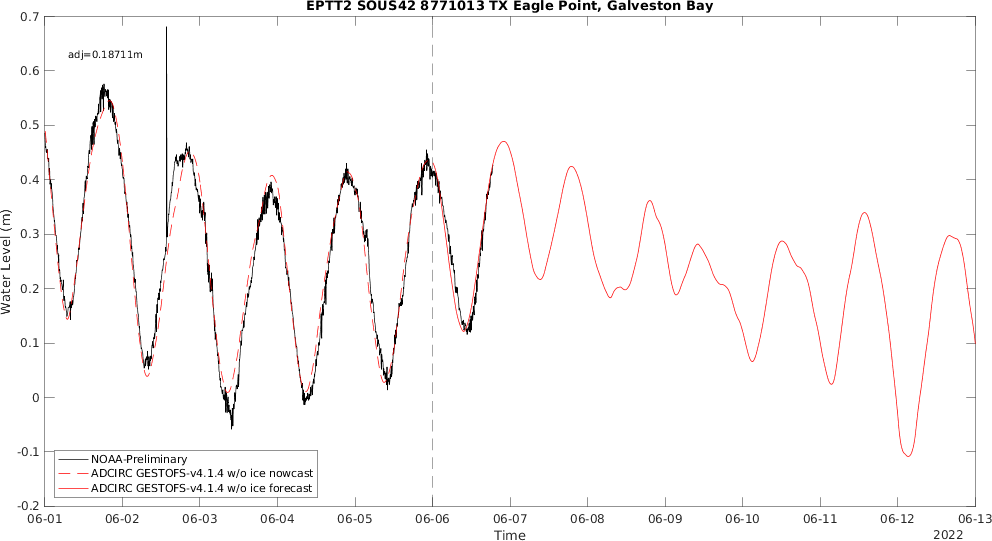 EPTT2 SOUS42 8771013 TX Eagle Point, Galveston Bay
adj=0.18711m
Water Level (m)
0.7
0.6
0.5
0.4
0.3
0.2
0.1
0
-0.1
-0.2
NOAA-Preliminary
ADCIRC GESTOFS-v4.1.4 w/o ice nowcast
ADCIRC GESTOFS-v4.1.4 w/o ice forecast
06-01 06-02 06-03 06-04 06-05 06-06 06-07 06-08 06-09 06-10 06-11 06-12 06-13
Time
2022